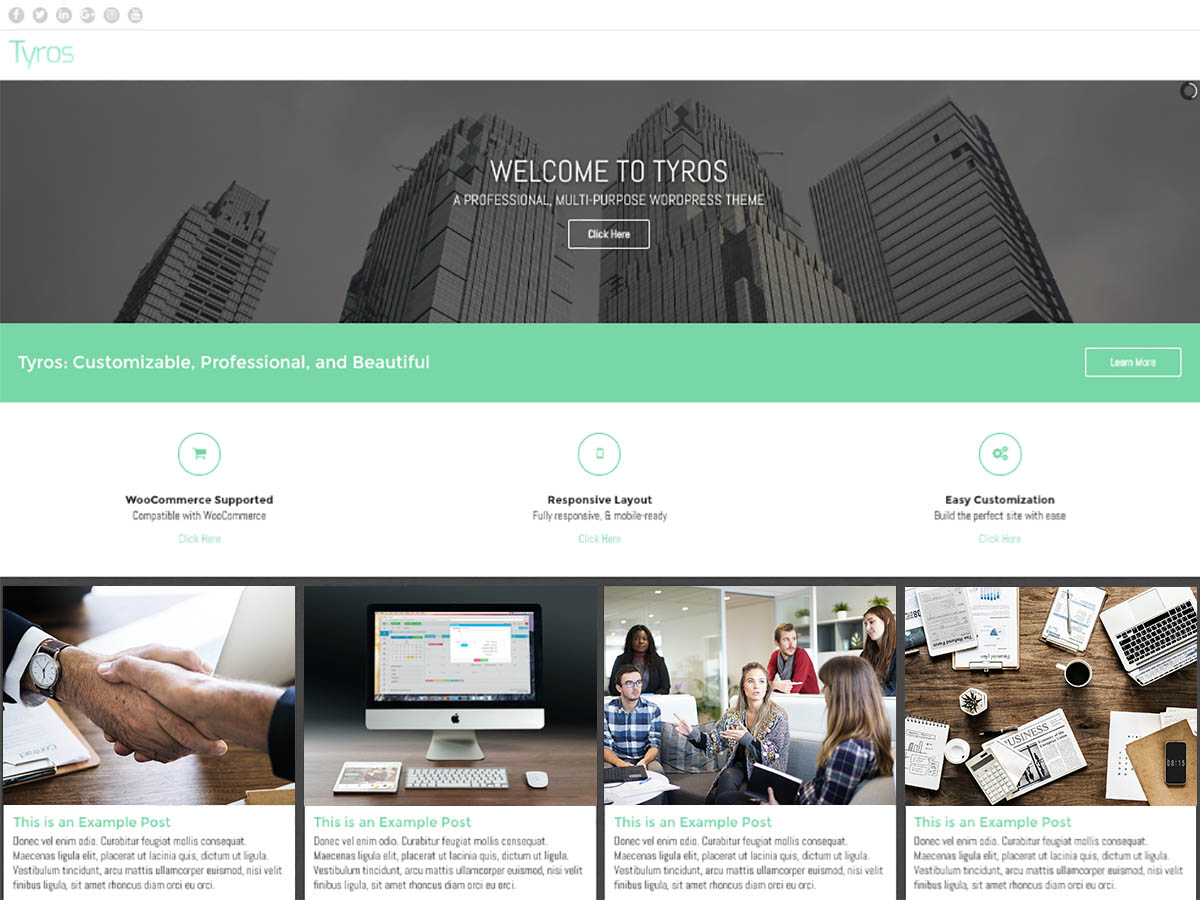 Tyros
WELCOME TO TYROS
A PROFESSIONAL, MULTI-PURPOSE WORDPRESS THEME
Click Here
Tyros: Customizable, Professional, and Beautiful
Learn More
WooCommerce Supported
Compatible with WooCommerce
Click Here
Responsive Layout
Fully responsive, & mobile-ready
Click Here
Easy Customization
Build the perfect site with ease
Click Here
Contract
BUSINESS
08:15
This is an Example Post
Donec vel enim odio. Curabitur feugiat mollis consequat.
Maecenas ligula elit, placerat ut lacinia quis, dictum ut ligula.
Vestibulum tincidunt, arcu mattis ullamcorper euismod, nisi velit
finibus ligula, sit amet rhoncus diam orci eu orci.
This is an Example Post
Donec vel enim odio. Curabitur feugiat mollis consequat.
Maecenas ligula elit, placerat ut lacinia quis, dictum ut ligula.
Vestibulum tincidunt, arcu mattis ullamcorper euismod, nisi velit
finibus ligula, sit amet rhoncus diam orci eu orci.
This is an Example Post
Donec vel enim odio. Curabitur feugiat mollis consequat.
Maecenas ligula elit, placerat ut lacinia quis, dictum ut ligula.
Vestibulum tincidunt, arcu mattis ullamcorper euismod, nisi velit
finibus ligula, sit amet rhoncus diam orci eu orci.
This is an Example Post
Donec vel enim odio. Curabitur feugiat mollis consequat.
Maecenas ligula elit, placerat ut lacinia quis, dictum ut ligula.
Vestibulum tincidunt, arcu mattis ullamcorper euismod, nisi velit
finibus ligula, sit amet rhoncus diam orci eu orci.